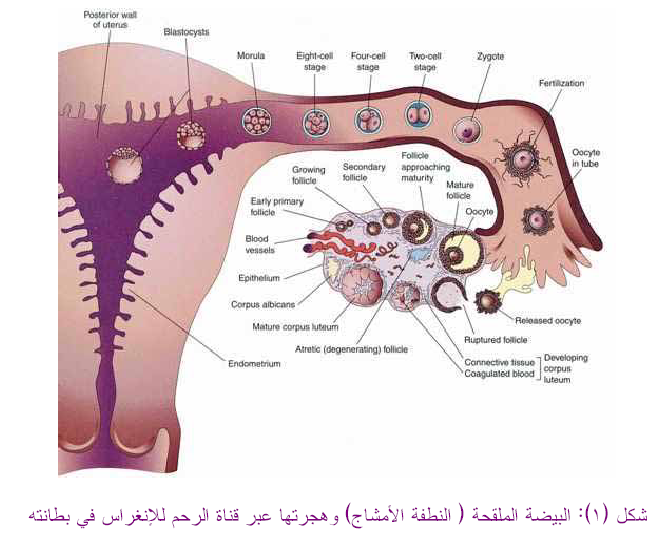 Posterior wall
of uterus
Blastocysts
Morula
Eight-cell
stage
Four-cell
stage
Two-cell
stage
Zygote
Fertilization
Oocyte
in tube
Growing
follicle
Secondary
follicle
Follicle
approaching
maturity
Mature
follicle
Oocyte
Early primary
follicle
Blood
vessels
Epithelium
Corpus albicans
Mature corpus luteum
Atretic (degenerating) follicle
Endometrium
Released oocyte
Ruptured follicle
Connective tissue
Coagulated blood
Developing
corpus
luteum
شكل (١): البيضة الملقحة ( النطفة الأمشاج) وهجرتها عبر قناة الرحم للإنغراس في بطانته